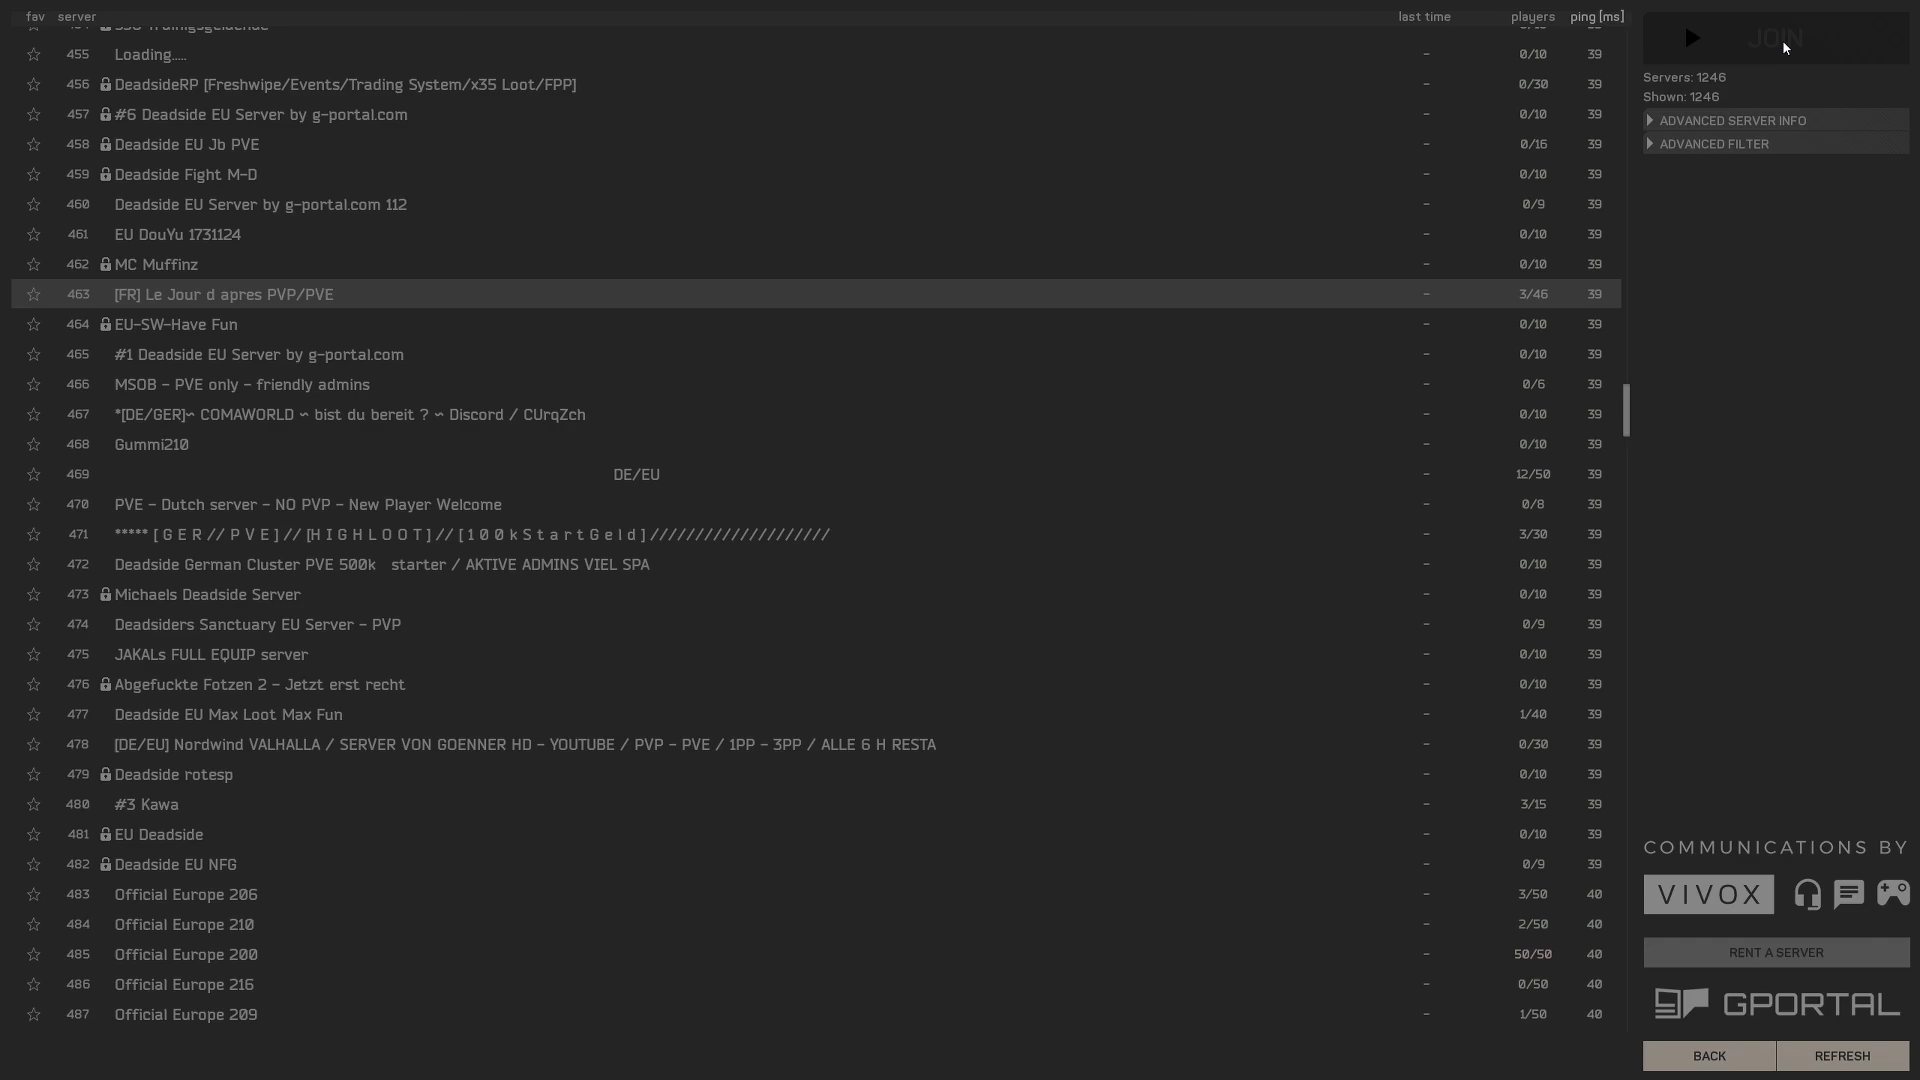 fav server last time players ping [ms]
455 Loading..... - 0/10 39
456 DeadsideRP [Freshwipe/Events/Trading System/x35 Loot/FPP] - 0/30 39
457 #6 Deadside EU Server by g-portal.com - 0/10 39
458 Deadside EU Jb PVE - 0/16 39
459 Deadside Fight M-D - 0/10 39
460 Deadside EU Server by g-portal.com 112 - 0/9 39
461 EU DouYu 1731124 - 0/10 39
462 MC Muffinz - 0/10 39
463 [FR] Le Jour d apres PVP/PVE - 3/46 39
464 EU-SW-Have Fun - 0/10 39
465 #1 Deadside EU Server by g-portal.com - 0/10 39
466 MSOB - PVE only - friendly admins - 0/6 39
467 *[DE/GER]~ COMAWORLD ~ bist du bereit ? ~ Discord / CUrqZch - 0/10 39
468 Gummi210 - 0/10 39
469 DE/EU - 12/50 39
470 PVE - Dutch server - NO PVP - New Player Welcome - 0/8 39
471 ***** [ G E R // P V E ] // [H I G H L O O T ] // [ 1 0 0 k S t a r t G e l d ] //////////////////// - 3/30 39
472 Deadside German Cluster PVE 500k starter / AKTIVE ADMINS VIEL SPA - 0/10 39
473 Michaels Deadside Server - 0/10 39
474 Deadsiders Sanctuary EU Server - PVP - 0/9 39
475 JAKALs FULL EQUIP server - 0/10 39
476 Abgefuckte Fotzen 2 - Jetzt erst recht - 0/10 39
477 Deadside EU Max Loot Max Fun - 1/40 39
478 [DE/EU] Nordwind VALHALLA / SERVER VON GOENNER HD - YOUTUBE / PVP - PVE / 1PP - 3PP / ALLE 6 H RESTA - 0/30 39
479 Deadside rotesp - 0/10 39
480 #3 Kawa - 3/15 39
481 EU Deadside - 0/10 39
482 Deadside EU NFG - 0/9 39
483 Official Europe 206 - 3/50 40
484 Official Europe 210 - 2/50 40
485 Official Europe 200 - 50/50 40
486 Official Europe 216 - 0/50 40
487 Official Europe 209 - 1/50 40
JOIN
Servers: 1246
Shown: 1246
ADVANCED SERVER INFO
ADVANCED FILTER
COMMUNICATIONS BY
VIVOX
RENT A SERVER
GPORTAL
BACK REFRESH